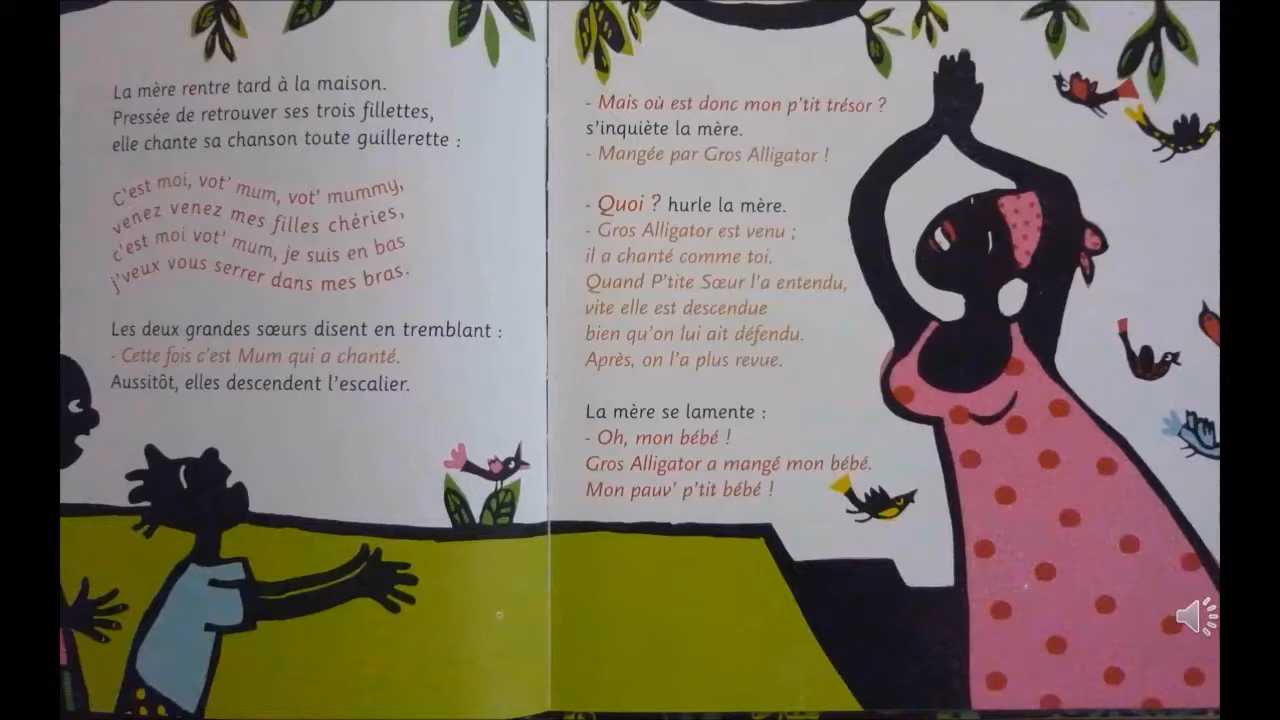 La mère rentre tard à la maison.
Pressée de retrouver ses trois fillettes,
elle chante sa chanson toute guillerette :
C'est moi, vot' mum, vot' mummy,
venez venez mes filles chéries,
c'est moi vot' mum, je suis en bas
j'veux vous serrer dans mes bras.
Les deux grandes sœurs disent en tremblant :
- Cette fois c'est Mum qui a chanté.
Aussitôt, elles descendent l'escalier.
- Mais où est donc mon p'tit trésor ?
s'inquiète la mère.
- Mangée par Gros Alligator !
- Quoi ? hurle la mère.
- Gros Alligator est venu ;
il a chanté comme toi.
Quand P'tite Sœur l'a entendu,
vite elle est descendue
bien qu'on lui ait défendu.
Après, on l'a plus revue.
La mère se lamente :
- Oh, mon bébé !
Gros Alligator a mangé mon bébé.
Mon pauv' p'tit bébé !